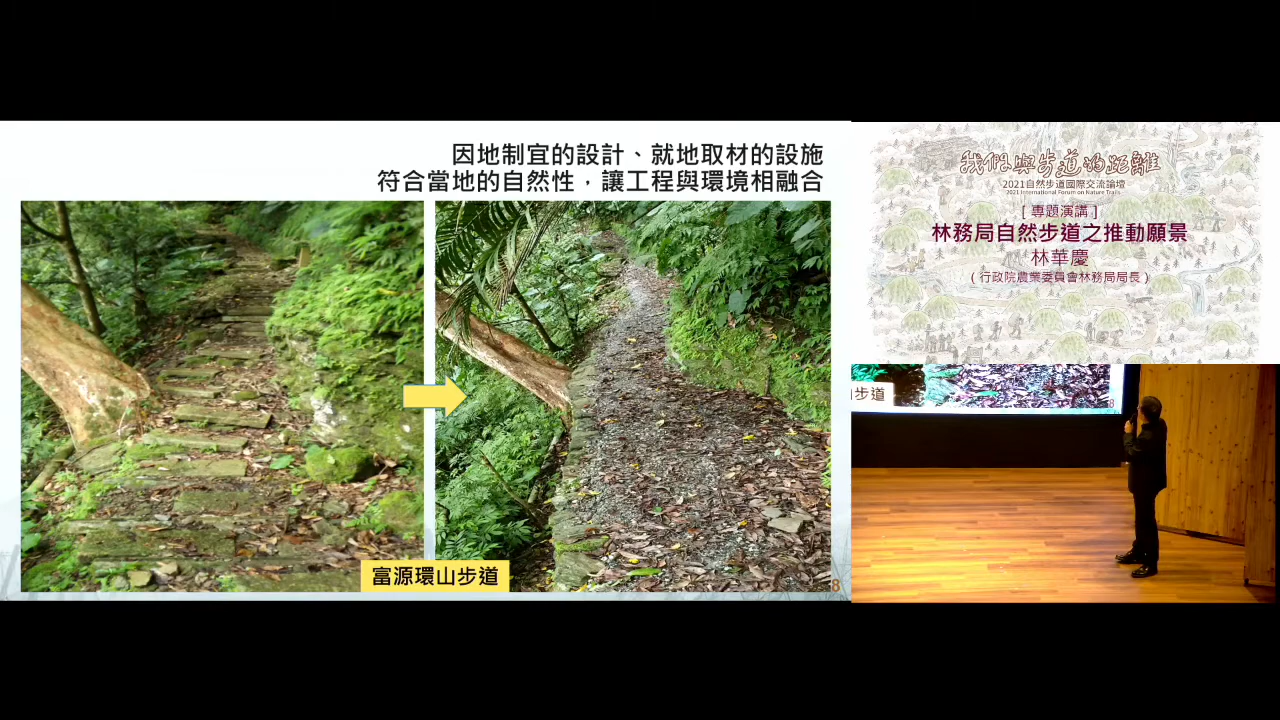 因地制宜的設計、就地取材的設施
符合當地的自然性，讓工程與環境相融合
富源環山步道
8
我們與步道的距離
2021自然步道國際交流論壇
2021 International Forum on Nature Trails
[ 專題演講 ]
林務局自然步道之推動願景
林華慶
( 行政院農業委員會林務局局長 )
步道
8